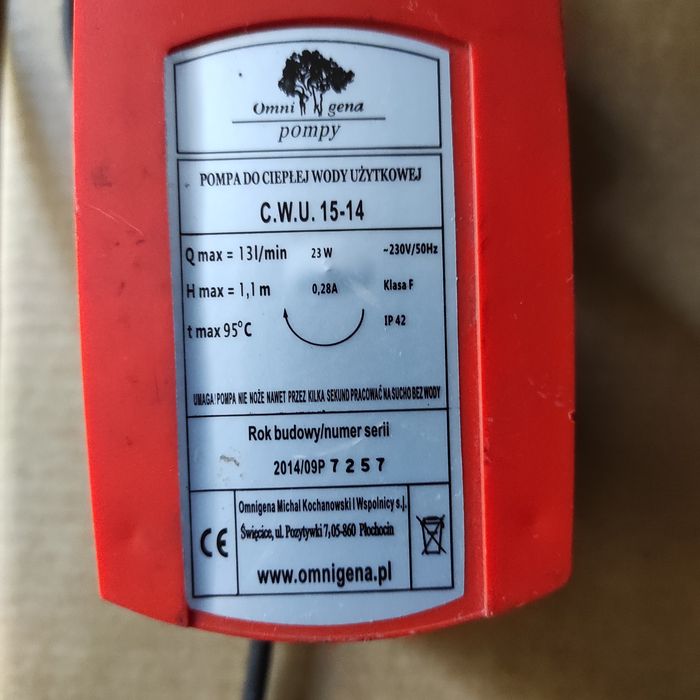 Omni gena
pompy
POMPA DO CIEPŁEJ WODY UŻYTKOWEJ
C.W.U. 15-14
Q max = 13l/min 23 W ~230V/50Hz
H max = 1,1 m 0,28A Klasa F
t max 95°C IP 42
UWAGA! POMPA NIE NOŻE NAWET PRZEZ KILKA SEKUND PRACOWAĆ NA SUCHO BEZ WODY
Rok budowy/numer serii
2014/09P 7257
Omnigena Michał Kochanowski I Wspolnicy s.j.
Święcice, ul. Pozytywki 7,05-860 Płochocin
CE
www.omnigena.pl